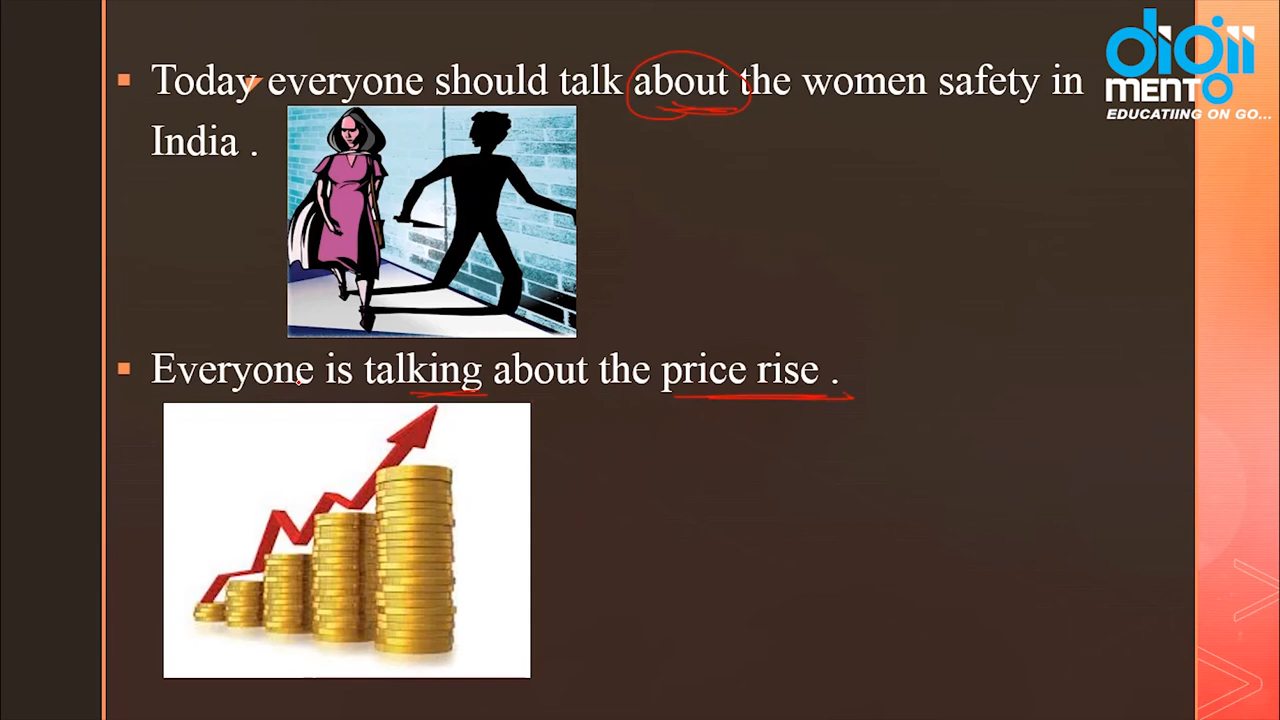 Today everyone should talk about the women safety in
India .
Everyone is talking about the price rise .
digii
MENTO
EDUCATIING ON GO...